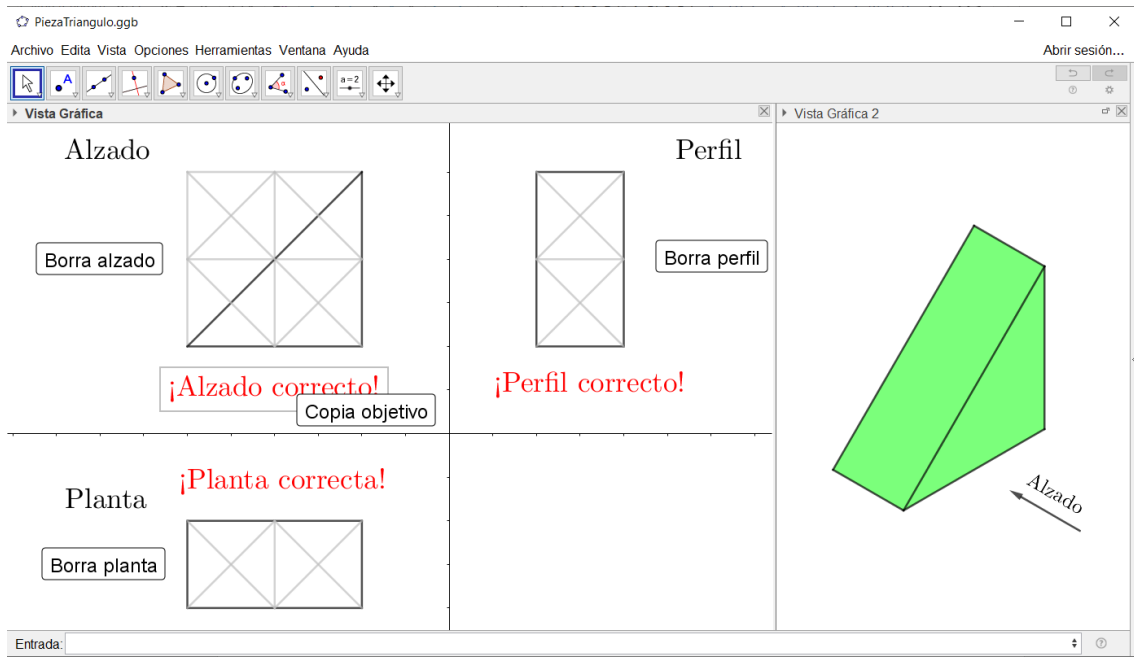 PiezaTriangulo.ggb
Archivo Edita Vista Opciones Herramientas Ventana Ayuda
Abrir sesión...
A
α
a=2
Vista Gráfica
Vista Gráfica 2
Alzado
Perfil
Borra alzado
Borra perfil
¡Alzado correcto!
¡Perfil correcto!
Copia objetivo
¡Planta correcta!
Planta
Borra planta
Alzado
Entrada: